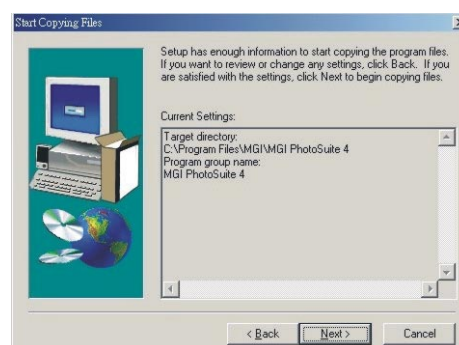 Start Copying Files
Setup has enough information to start copying the program files.
If you want to review or change any settings, click Back. If you
are satisfied with the settings, click Next to begin copying files.
Current Settings:
Target directory:
C:\Program Files\MGI\MGI PhotoSuite 4
Program group name:
MGI PhotoSuite 4
< Back
Next >
Cancel